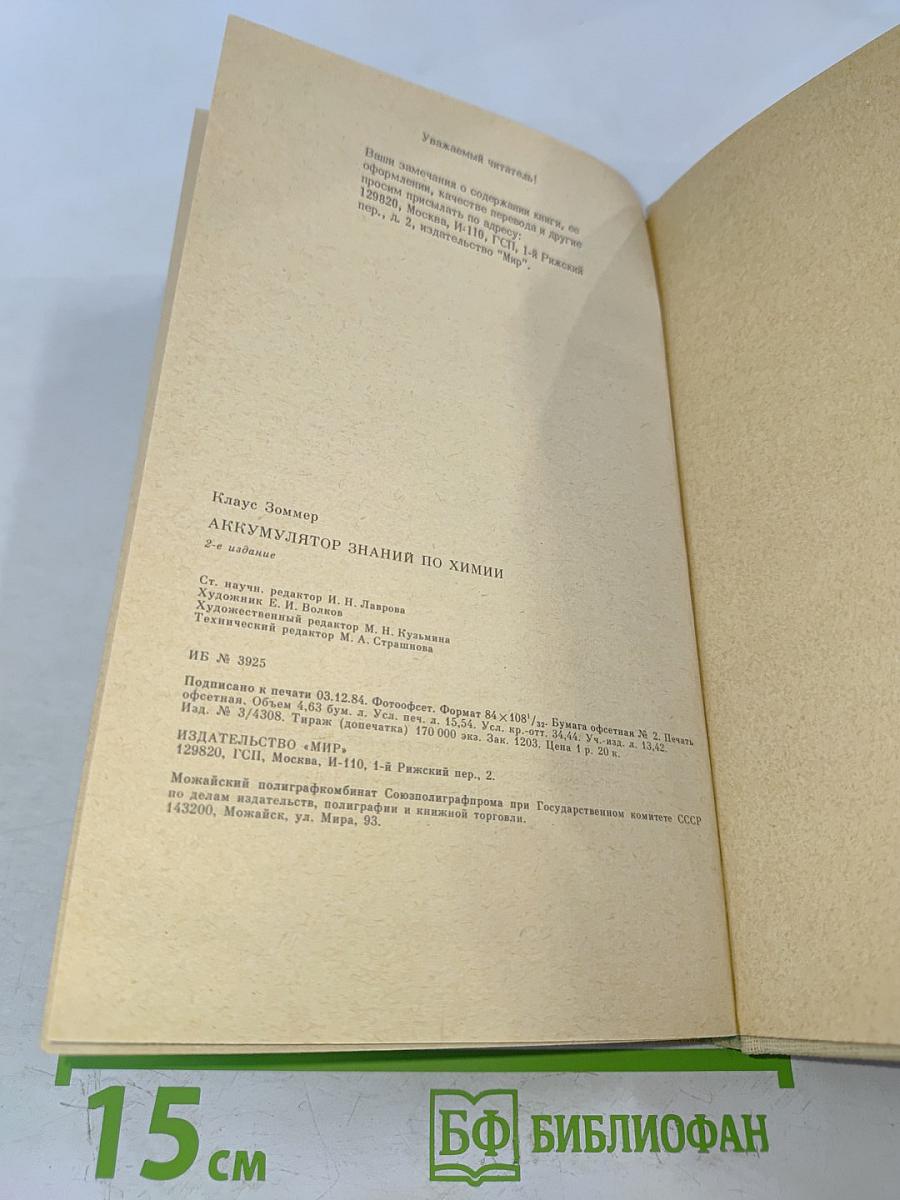 Уважаемый читатель!
Ваши замечания о содержании книги, ее
оформлении, качестве перевода и другие
просим присылать по адресу:
129820, Москва, И-110, ГСП, 1-й Рижский
пер., д. 2, издательство "Мир".
Клаус Зоммер
АККУМУЛЯТОР ЗНАНИЙ ПО ХИМИИ
2-е издание
Ст. научн. редактор И. Н. Лаврова
Художник Е. И. Волков
Художественный редактор М. Н. Кузьмина
Технический редактор М. А. Страшнова
ИБ № 3925
Подписано к печати 03.12.84. Фотоофсет. Формат 84×108¹/₃₂. Бумага офсетная № 2. Печать
офсетная. Объем 4,63 бум. л. Усл. печ. л. 15,54. Усл. кр.-отт. 34,44. Уч.-изд. л. 13,42.
Изд. № 3/4308. Тираж (допечатка) 170 000 экз. Зак. 1203. Цена 1 р. 20 к.
ИЗДАТЕЛЬСТВО «МИР»
129820, ГСП, Москва, И-110, 1-й Рижский пер., 2.
Можайский полиграфкомбинат Союзполиграфпрома при Государственном комитете СССР
по делам издательств, полиграфии и книжной торговли.
143200, Можайск, ул. Мира, 93.
15 см
БФ БИБЛИОФАН